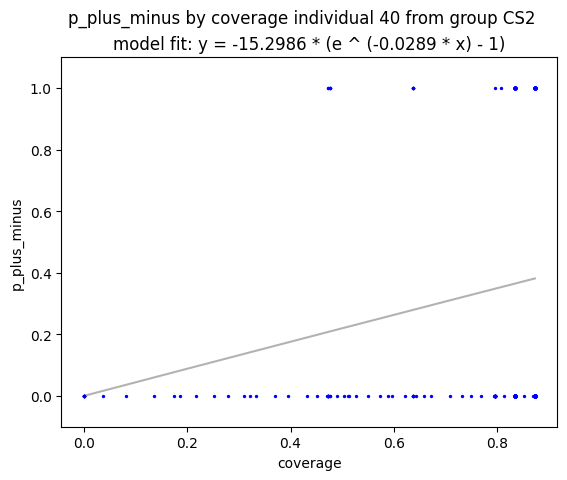 p_plus_minus by coverage individual 40 from group CS2
model fit: y = -15.2986 * (e ^ (-0.0289 * x) - 1)
1.0
0.8
0.6
0.4
0.2
0.0
p_plus_minus
0.0 0.2 0.4 0.6 0.8
coverage